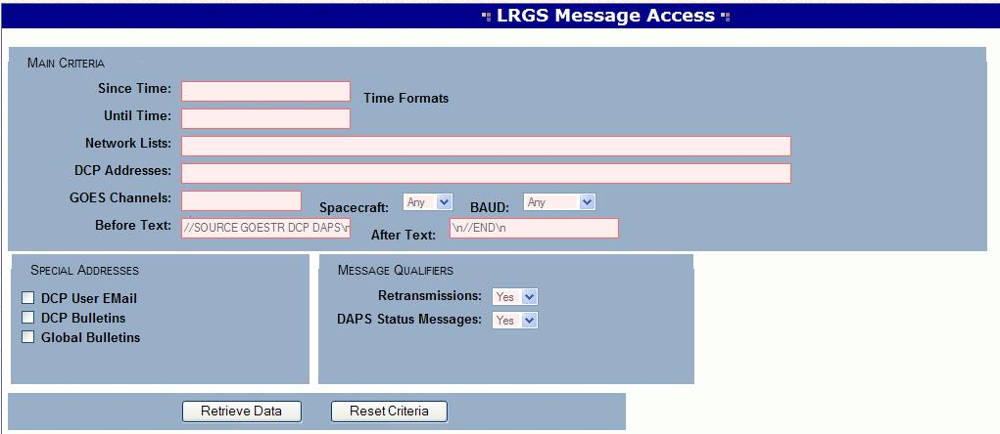 LRGS Message Access
MAIN CRITERIA
Since Time: Time Formats
Until Time:
Network Lists:
DCP Addresses:
GOES Channels: Spacecraft: Any BAUD: Any
Before Text: //SOURCE GOESTR DCP DAPS\n After Text: \n//END\n
SPECIAL ADDRESSES
DCP User EMail
DCP Bulletins
Global Bulletins
MESSAGE QUALIFIERS
Retransmissions: Yes
DAPS Status Messages: Yes
Retrieve Data Reset Criteria